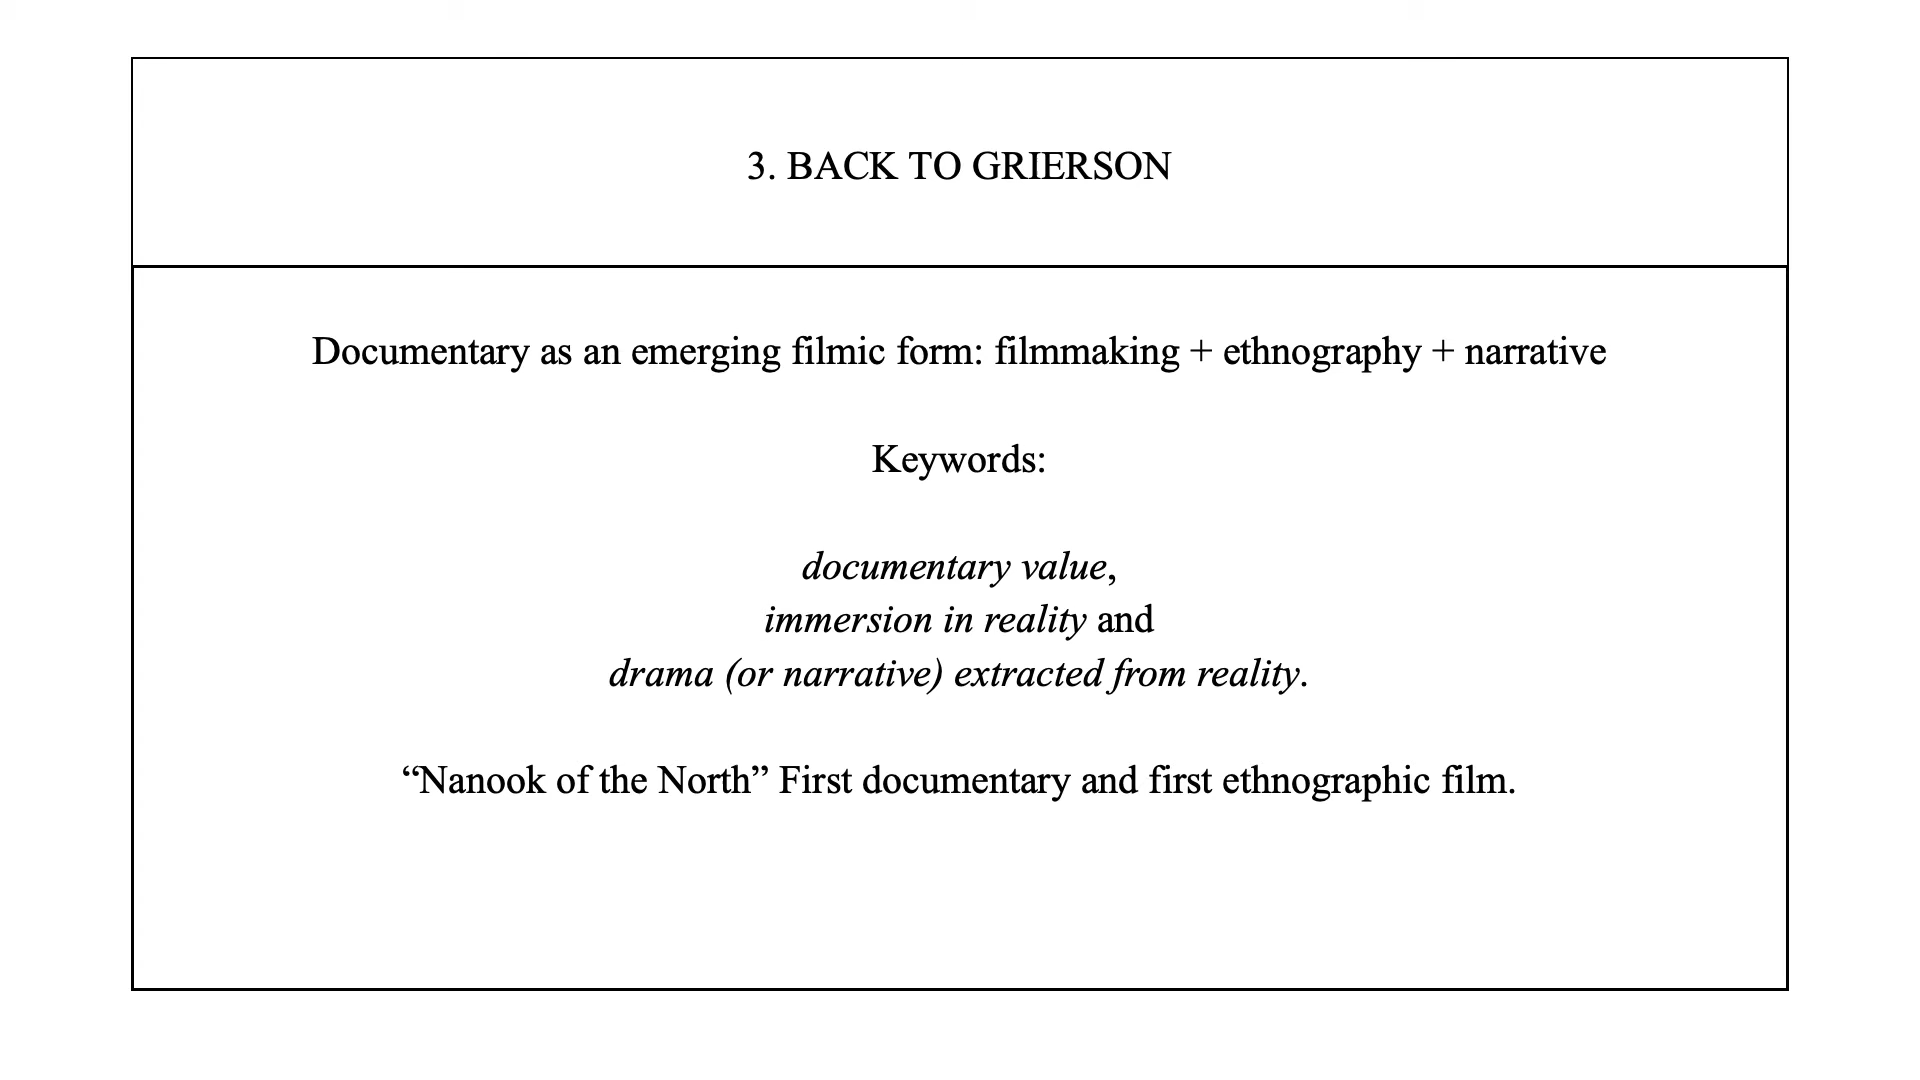 3. BACK TO GRIERSON
Documentary as an emerging filmic form: filmmaking + ethnography + narrative
Keywords:
documentary value,
immersion in reality and
drama (or narrative) extracted from reality.
“Nanook of the North” First documentary and first ethnographic film.